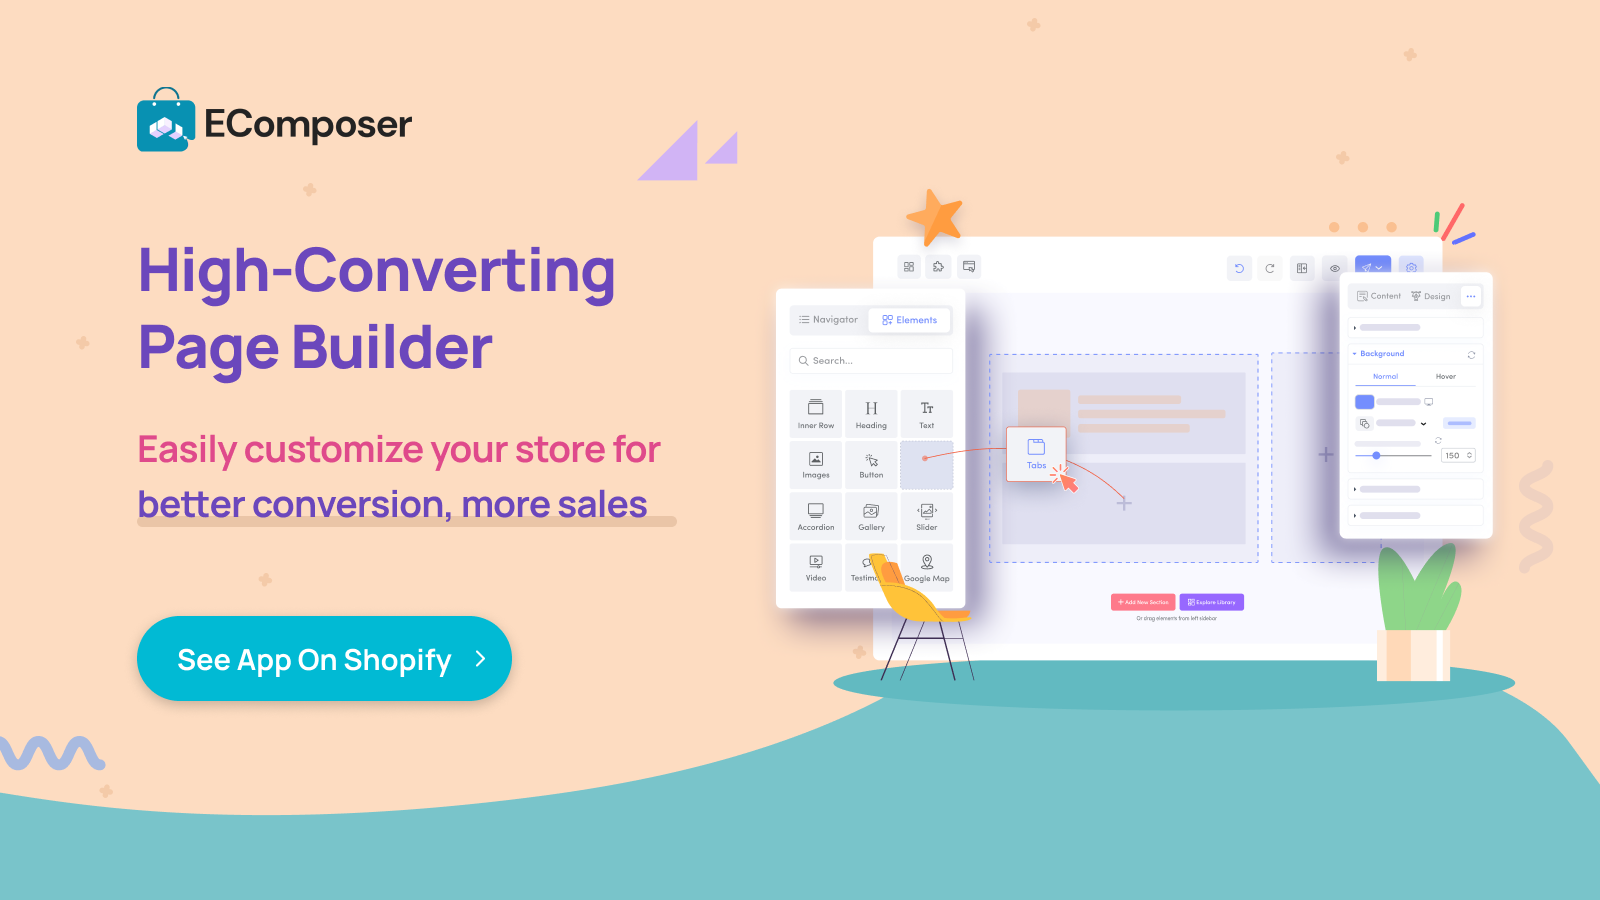 EComposer
High-Converting
Page Builder
Easily customize your store for
better conversion, more sales
See App On Shopify
Navigator
Elements
Search...
Inner Row
Heading
Text
Images
Button
Accordion
Gallery
Slider
Video
Google Map
Tabs
+ Add New Section
Explore Library
Or drag elements from left sidebar
Content
Design
Background
Normal
Hover
150